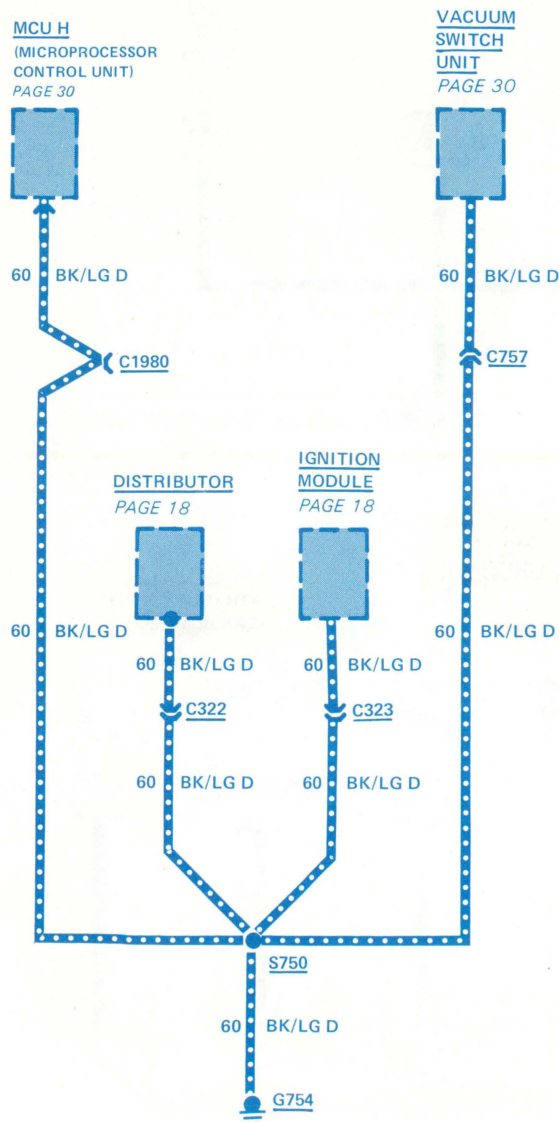 MCU H
(MICROPROCESSOR
CONTROL UNIT)
PAGE 30
VACUUM
SWITCH
UNIT
PAGE 30
60 BK/LG D
60 BK/LG D
C1980
C757
DISTRIBUTOR
PAGE 18
IGNITION
MODULE
PAGE 18
60 BK/LG D
60 BK/LG D
60 BK/LG D
60 BK/LG D
C322
C323
60 BK/LG D
60 BK/LG D
S750
60 BK/LG D
G754